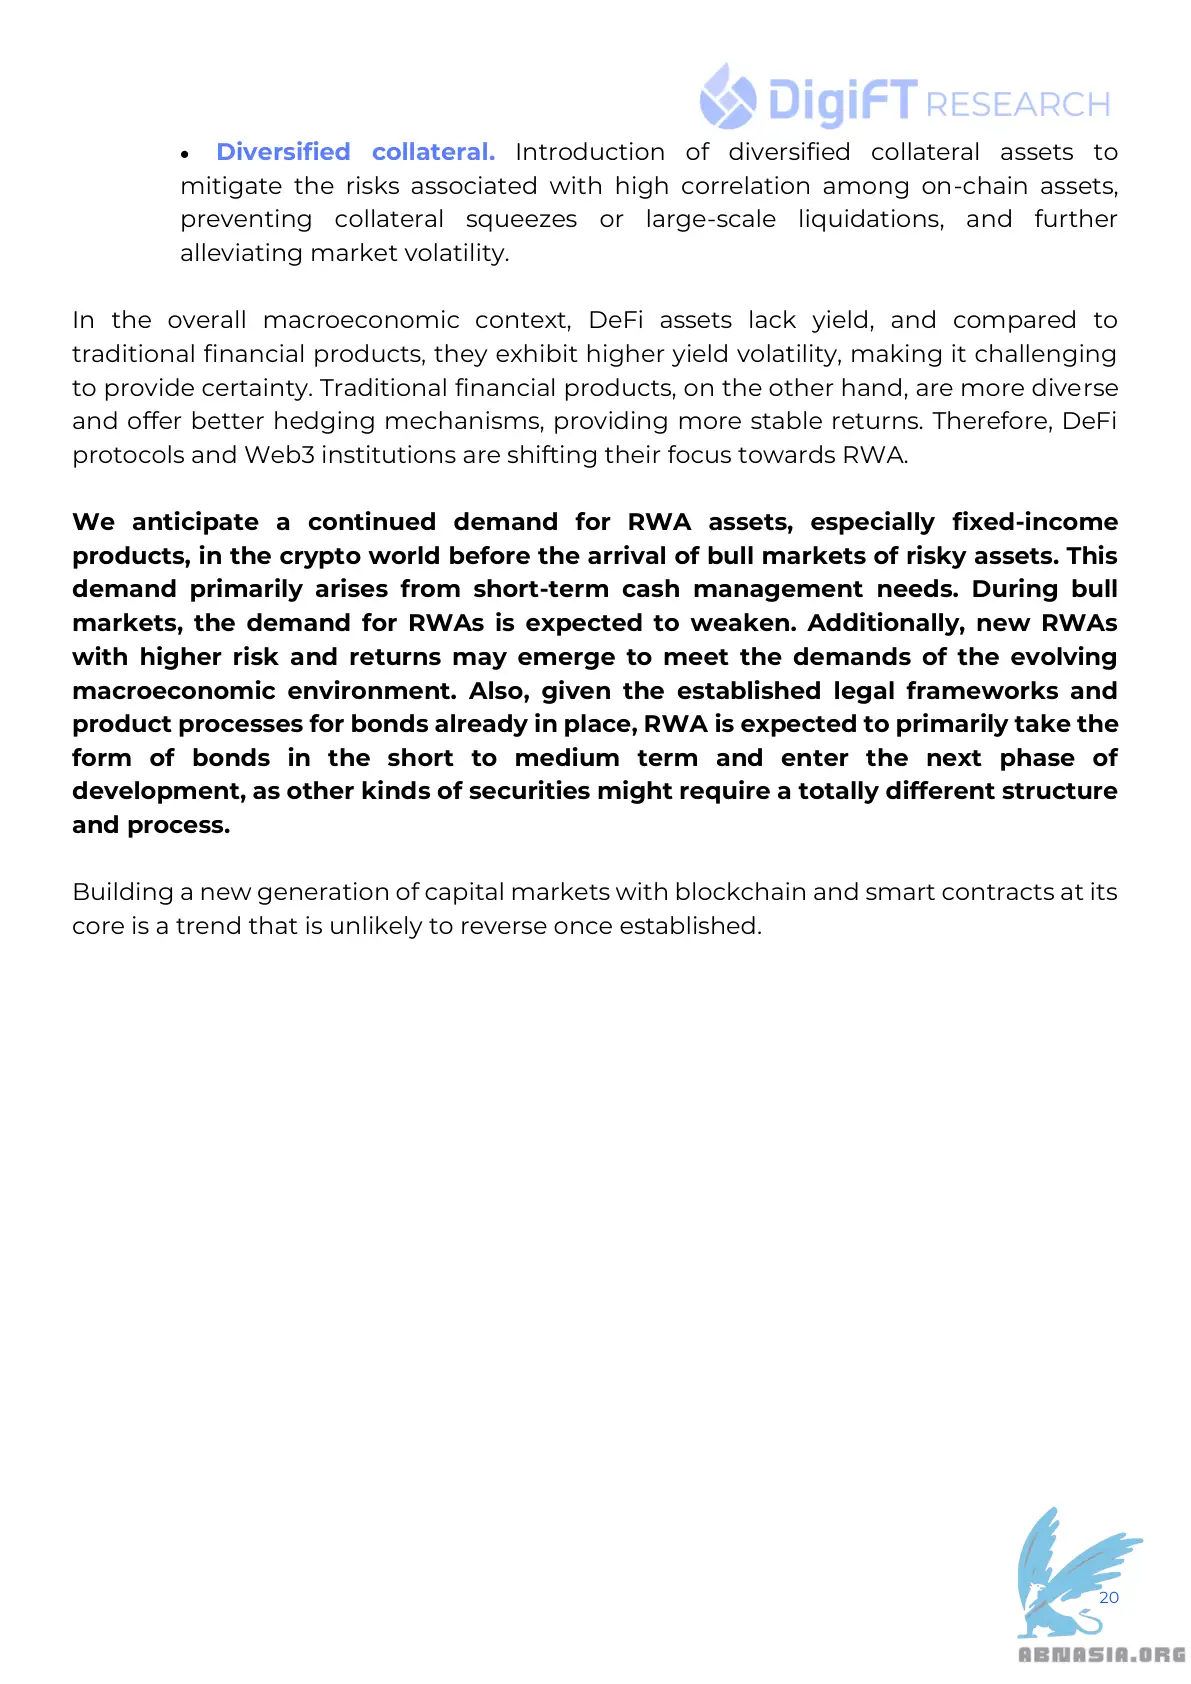 DigiFT RESEARCH
• Diversified collateral. Introduction of diversified collateral assets to
mitigate the risks associated with high correlation among on-chain assets,
preventing collateral squeezes or large-scale liquidations, and further
alleviating market volatility.
In the overall macroeconomic context, DeFi assets lack yield, and compared to
traditional financial products, they exhibit higher yield volatility, making it challenging
to provide certainty. Traditional financial products, on the other hand, are more diverse
and offer better hedging mechanisms, providing more stable returns. Therefore, DeFi
protocols and Web3 institutions are shifting their focus towards RWA.
We anticipate a continued demand for RWA assets, especially fixed-income
products, in the crypto world before the arrival of bull markets of risky assets. This
demand primarily arises from short-term cash management needs. During bull
markets, the demand for RWAs is expected to weaken. Additionally, new RWAs
with higher risk and returns may emerge to meet the demands of the evolving
macroeconomic environment. Also, given the established legal frameworks and
product processes for bonds already in place, RWA is expected to primarily take the
form of bonds in the short to medium term and enter the next phase of
development, as other kinds of securities might require a totally different structure
and process.
Building a new generation of capital markets with blockchain and smart contracts at its
core is a trend that is unlikely to reverse once established.
20
ABNASIA.ORG